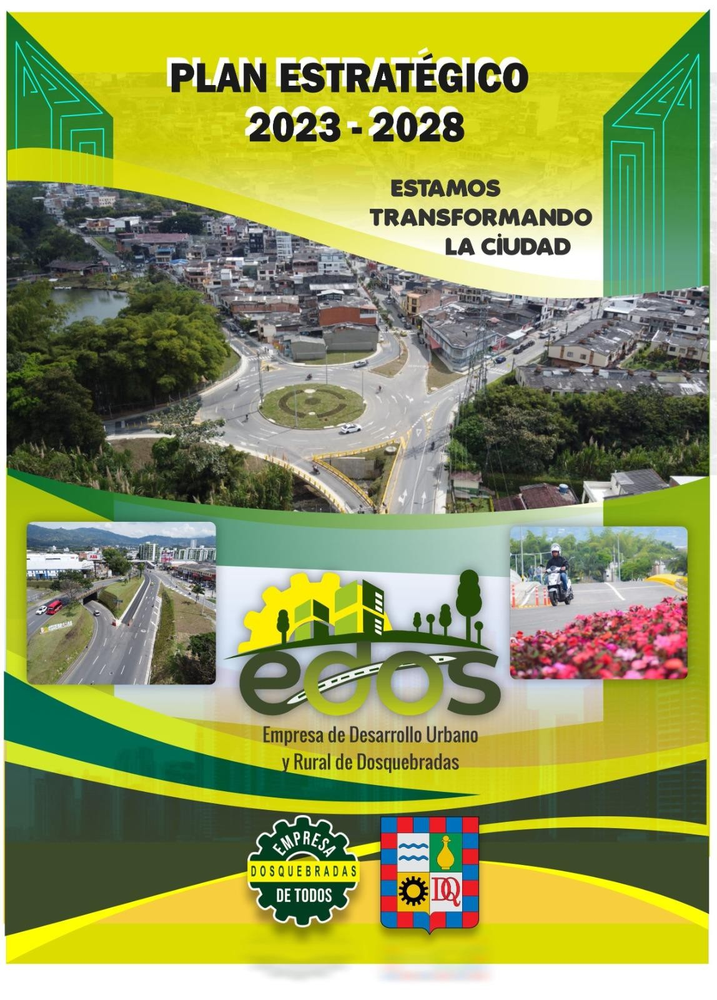 PLAN ESTRATÉGICO
2023 - 2028
ESTAMOS
TRANSFORMANDO
LA CIUDAD
ABB
edos
Empresa de Desarrollo Urbano
y Rural de Dosquebradas
EMPRESA
DOSQUEBRADAS
DE TODOS
DQ